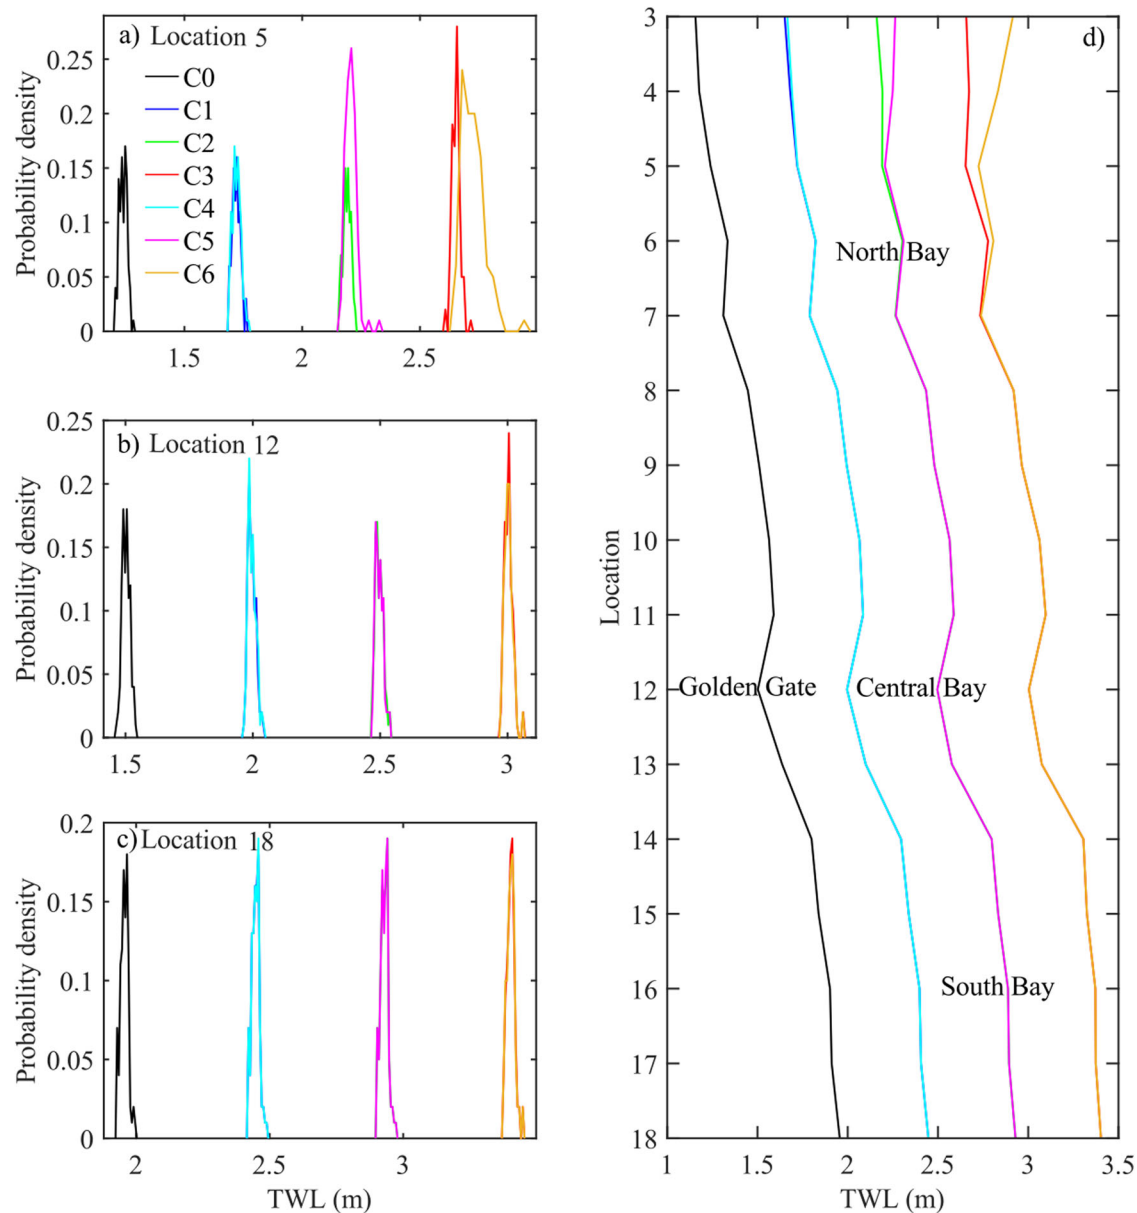 a) Location 5
C0
C1
C2
C3
C4
C5
C6
Probability density
0.25
0.2
0.15
0.1
0.05
0
1.5 2 2.5
b) Location 12
Probability density
0.25
0.2
0.15
0.1
0.05
0
1.5 2 2.5 3
c) Location 18
Probability density
0.2
0.15
0.1
0.05
0
2 2.5 3
TWL (m)
d)
Location
3
4
5
6
North Bay
7
8
9
10
11
12
Golden Gate Central Bay
13
14
15
16
South Bay
17
18
1 1.5 2 2.5 3 3.5
TWL (m)